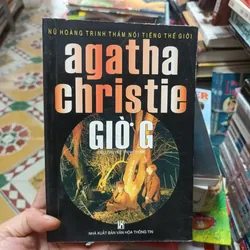 NỮ HOÀNG TRINH THÁM NỔI TIẾNG THẾ GIỚI
agatha
christie
GIỜ G
NHÀ XUẤT BẢN VĂN HÓA THÔNG TIN